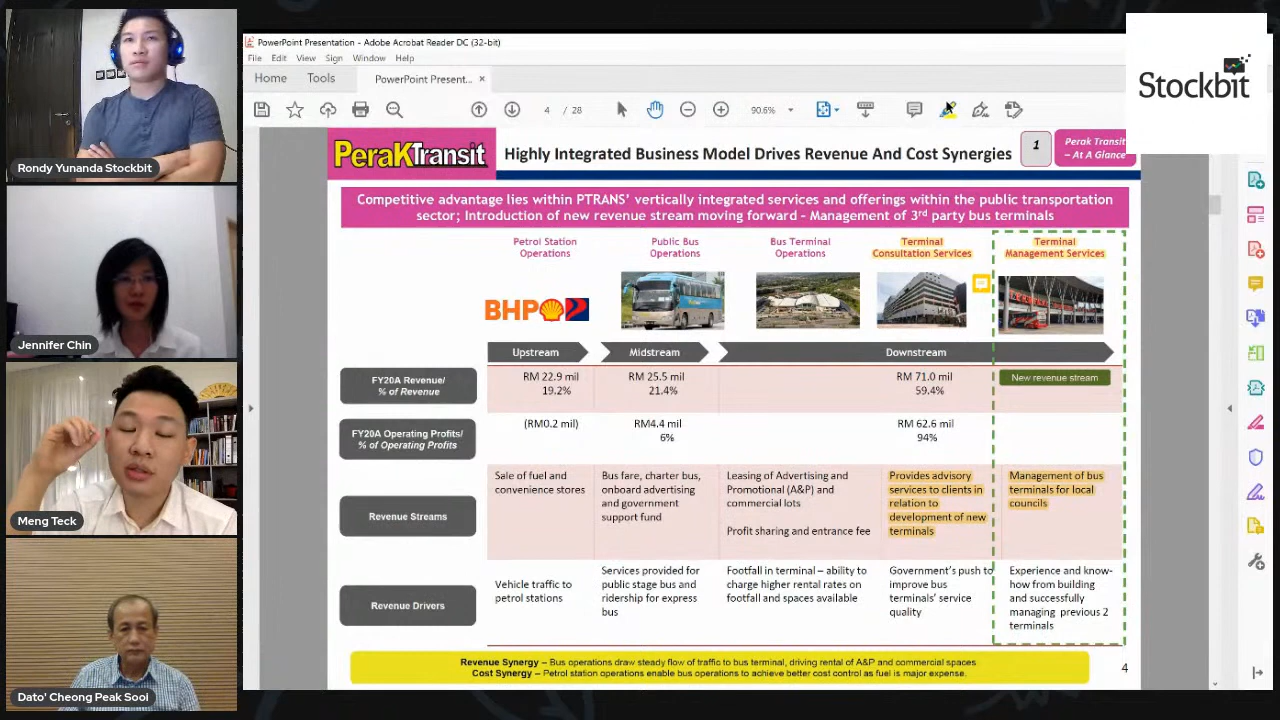 Rondy Yunanda Stockbit
Jennifer Chin
Meng Teck
Dato' Cheong Peak Sooi
PowerPoint Presentation - Adobe Acrobat Reader DC (32-bit)
File Edit View Sign Window Help
Home Tools PowerPoint Present... ×
4 / 28 90.6%
Stockbit
PeraKTransit
Highly Integrated Business Model Drives Revenue And Cost Synergies
1
Perak Transit
– At A Glance
Competitive advantage lies within PTRANS' vertically integrated services and offerings within the public transportation
sector; Introduction of new revenue stream moving forward - Management of 3rd party bus terminals
Petrol Station
Operations
Public Bus
Operations
Bus Terminal
Operations
Terminal
Consultation Services
Terminal
Management Services
BHP
Upstream Midstream Downstream
FY20A Revenue/
% of Revenue
RM 22.9 mil
19.2%
RM 25.5 mil
21.4%
RM 71.0 mil
59.4%
New revenue stream
FY20A Operating Profits/
% of Operating Profits
(RM0.2 mil)
RM4.4 mil
6%
RM 62.6 mil
94%
Revenue Streams
Sale of fuel and
convenience stores
Bus fare, charter bus,
onboard advertising
and government
support fund
Leasing of Advertising and
Promotional (A&P) and
commercial lots
Profit sharing and entrance fee
Provides advisory
services to clients in
relation to
development of new
terminals
Management of bus
terminals for local
councils
Revenue Drivers
Vehicle traffic to
petrol stations
Services provided for
public stage bus and
ridership for express
bus
Footfall in terminal – ability to
charge higher rental rates on
footfall and spaces available
Government's push to
improve bus
terminals' service
quality
Experience and know-
how from building
and successfully
managing previous 2
terminals
Revenue Synergy – Bus operations draw steady flow of traffic to bus terminal, driving rental of A&P and commercial spaces.
Cost Synergy – Petrol station operations enable bus operations to achieve better cost control as fuel is major expense.
4